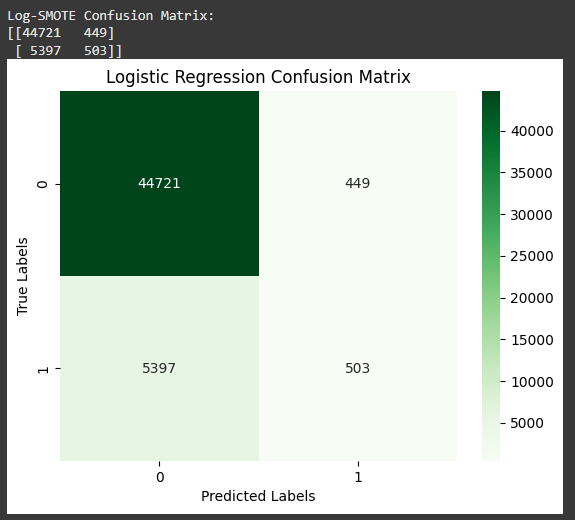 Log-SMOTE Confusion Matrix:
[[44721   449]
 [ 5397   503]]
Logistic Regression Confusion Matrix
44721 449
5397 503
0
1
True Labels
0 1
Predicted Labels
40000
35000
30000
25000
20000
15000
10000
5000